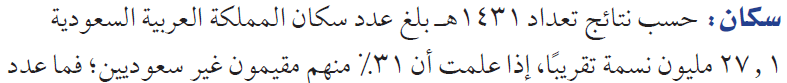 سكان: حسب نتائج تعداد ١٤٣١هـ بلغ عدد سكان المملكة العربية السعودية
٢٧,١ مليون نسمة تقريبًا، إذا علمت أن ٣١٪ منهم مقيمون غير سعوديين؛ فما عدد